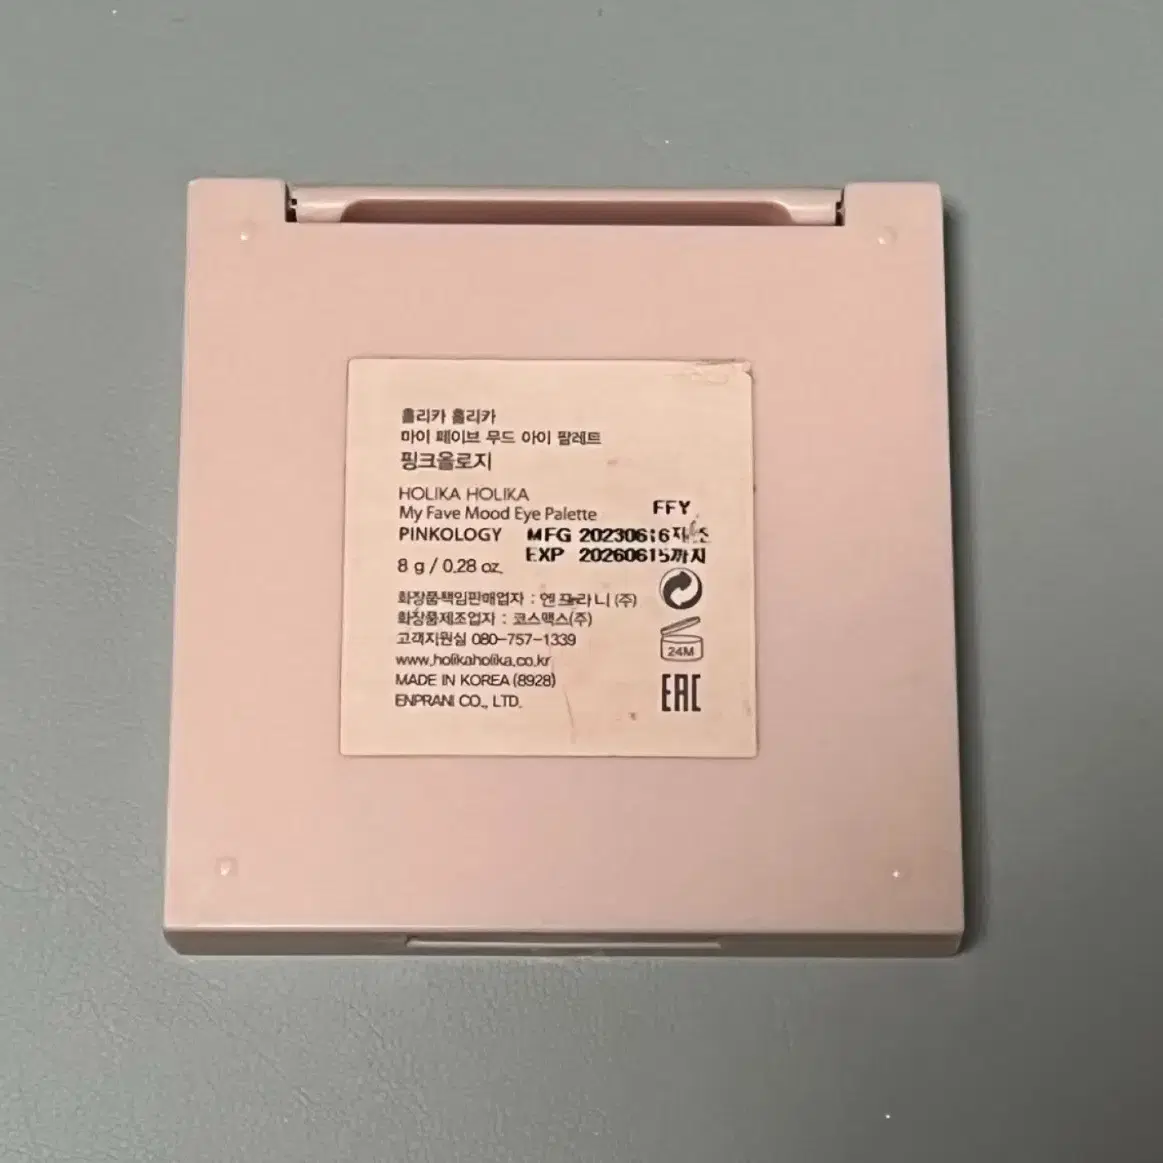 홀리카 홀리카
마이 페이브 무드 아이 팔레트
핑크올로지
HOLIKA HOLIKA
My Fave Mood Eye Palette
FFY
PINKOLOGY MFG 20230616제조
8 g / 0.28 oz. EXP 20260615까지
화장품책임판매업자 : 엔프라니 (주)
화장품제조업자 : 코스맥스(주)
고객지원실 080-757-1339
24M
www.holikaholika.co.kr
MADE IN KOREA (8928)
EAC
ENPRANI CO., LTD.